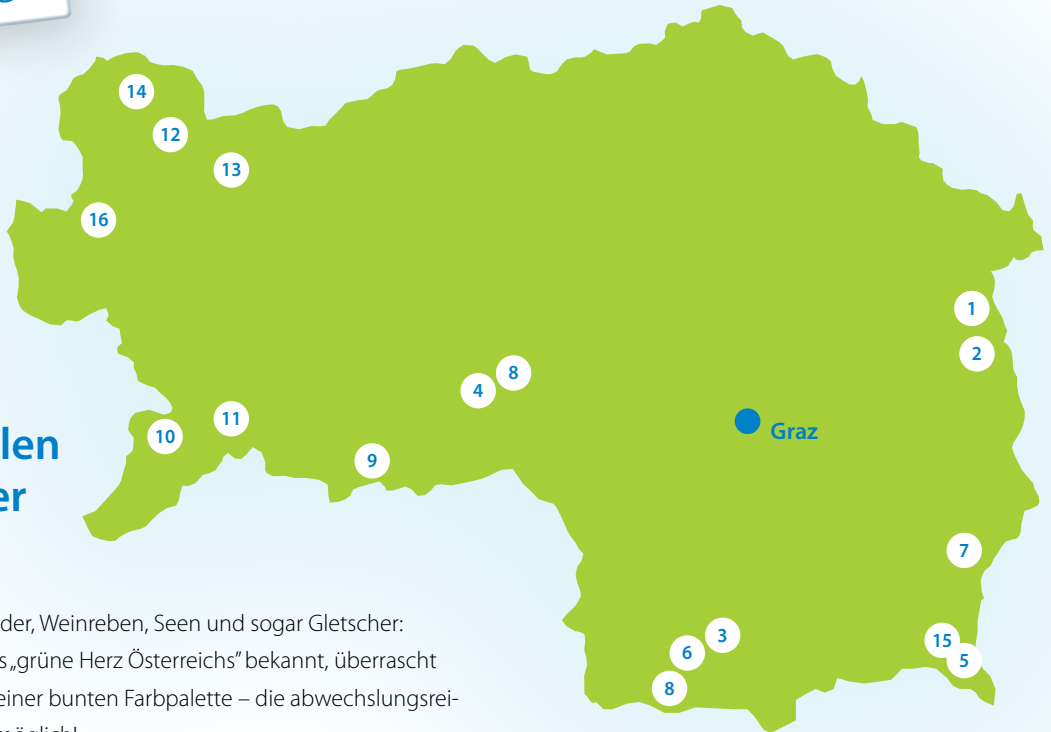 14
12
13
16
1
2
8
4
11
Graz
10
9
len
er
7
der, Weinreben, Seen und sogar Gletscher:
3
15
6
s „grüne Herz Österreichs” bekannt, überrascht
5
8
einer bunten Farbpalette – die abwechslungsrei-